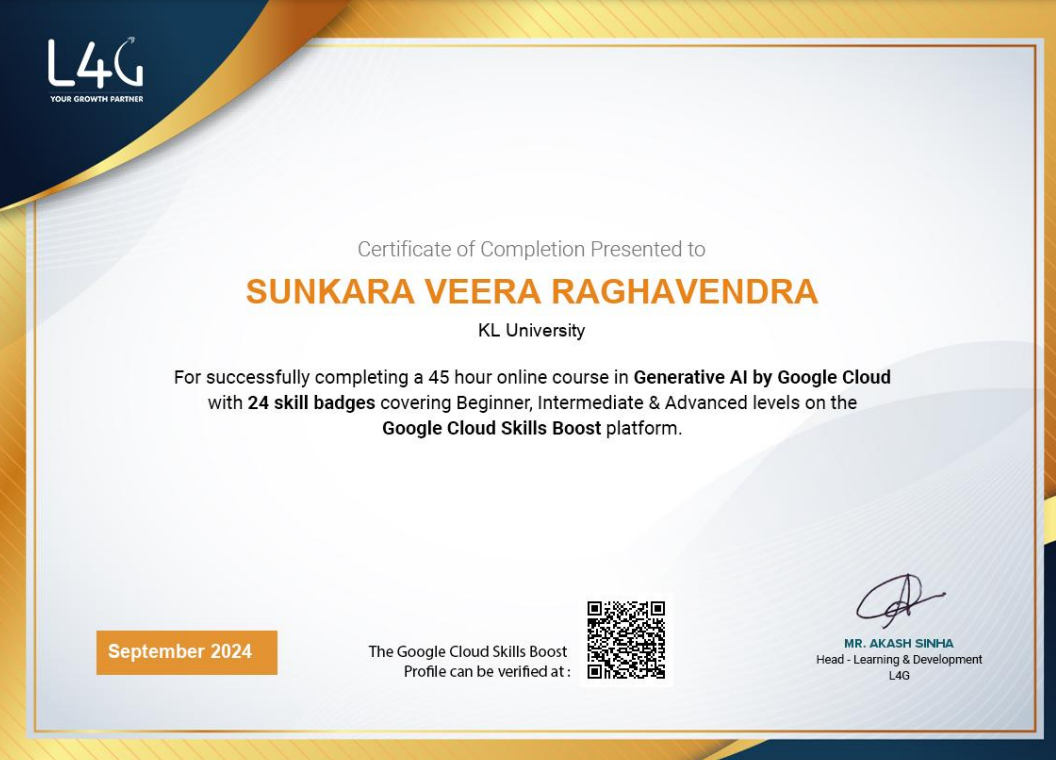 L4G
YOUR GROWTH PARTNER
Certificate of Completion Presented to
SUNKARA VEERA RAGHAVENDRA
KL University
For successfully completing a 45 hour online course in Generative AI by Google Cloud
with 24 skill badges covering Beginner, Intermediate & Advanced levels on the
Google Cloud Skills Boost platform.
September 2024
The Google Cloud Skills Boost
Profile can be verified at :
MR. AKASH SINHA
Head - Learning & Development
L4G